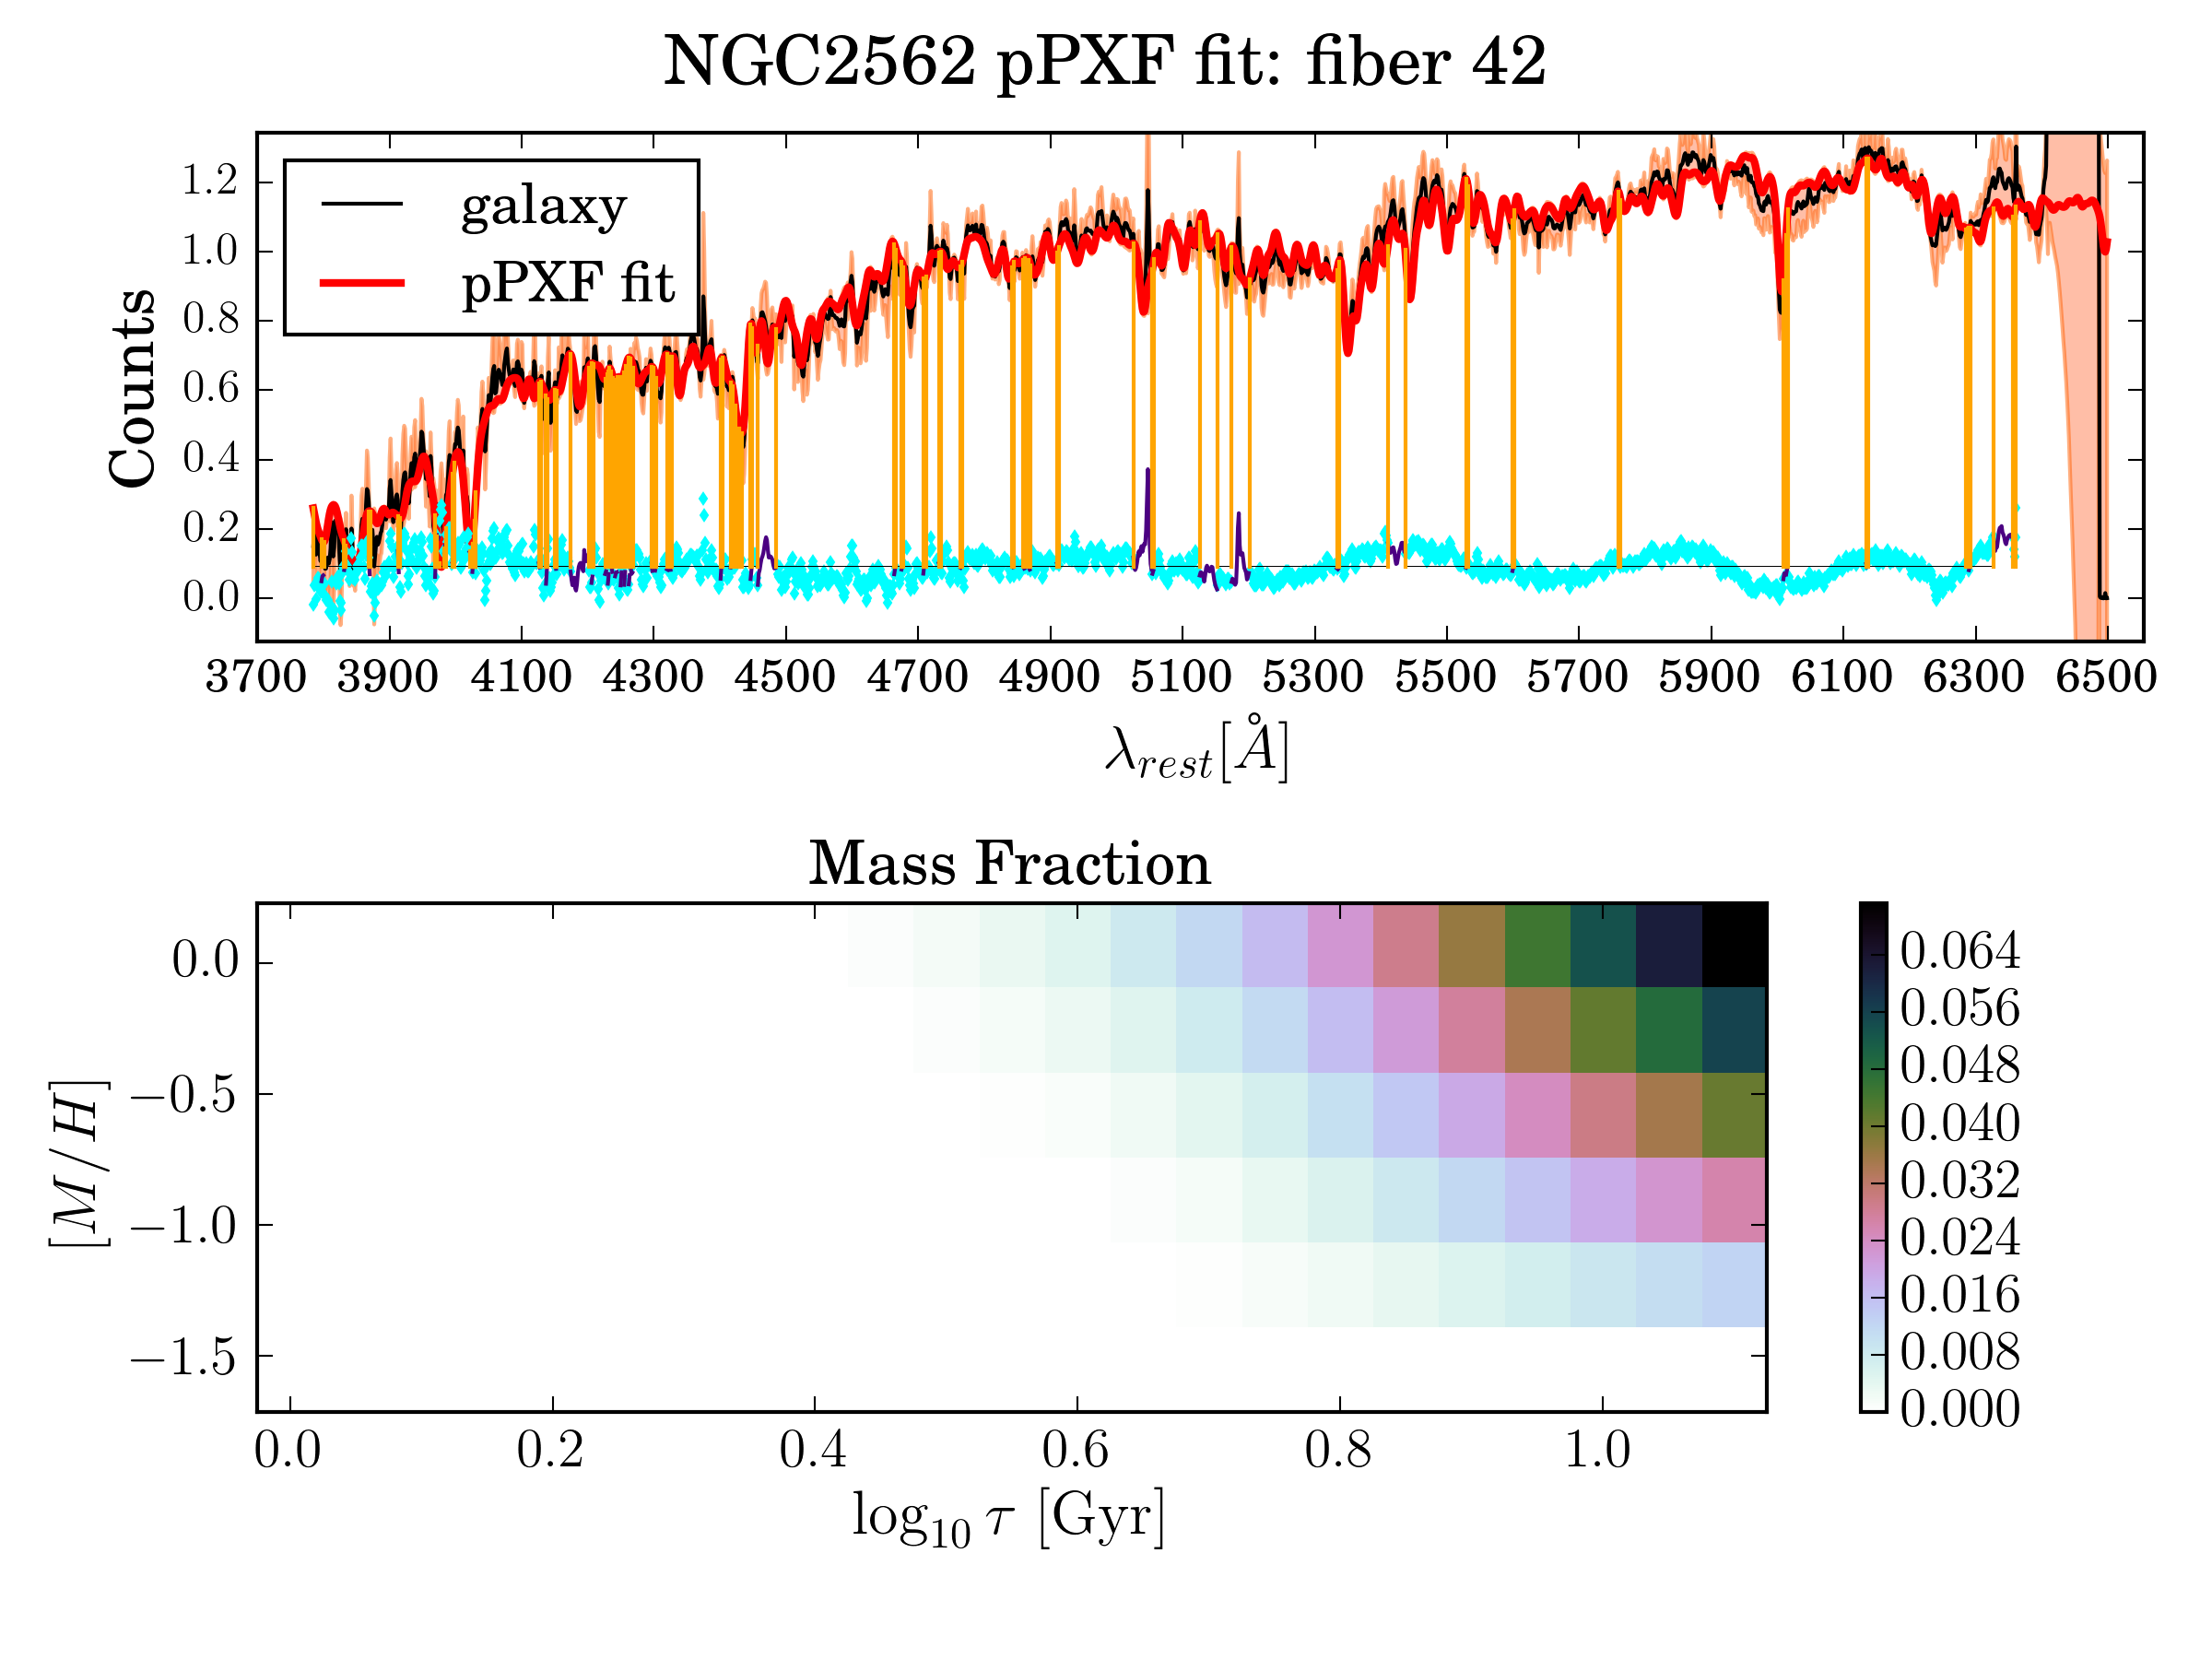 NGC2562 pPXF fit: fiber 42
galaxy
pPXF fit
Counts
1.2
1.0
0.8
0.6
0.4
0.2
0.0
3700 3900 4100 4300 4500 4700 4900 5100 5300 5500 5700 5900 6100 6300 6500
λ_rest[Å]
Mass Fraction
[M/H]
0.0
−0.5
−1.0
−1.5
0.0 0.2 0.4 0.6 0.8 1.0
log₁₀ τ [Gyr]
0.064
0.056
0.048
0.040
0.032
0.024
0.016
0.008
0.000